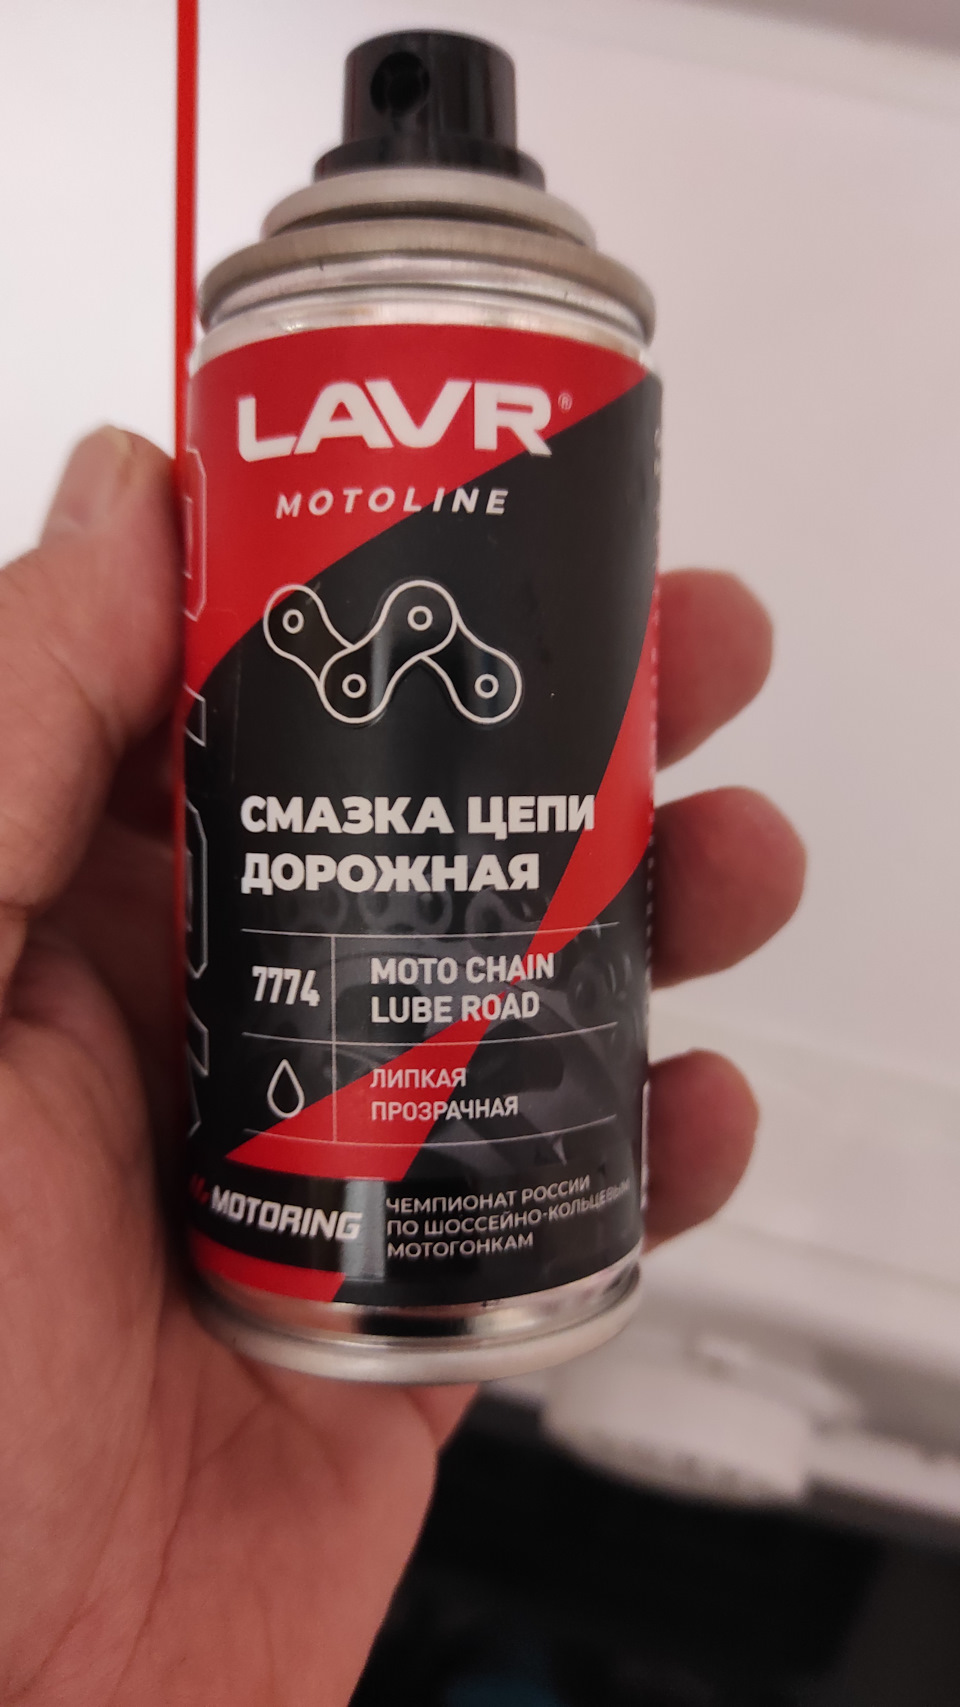 LAVR®
MOTOLINE
СМАЗКА ЦЕПИ
ДОРОЖНАЯ
7774
MOTO CHAIN
LUBE ROAD
ЛИПКАЯ
ПРОЗРАЧНАЯ
MOTORING
ЧЕМПИОНАТ РОССИИ
ПО ШОССЕЙНО-КОЛЬЦЕВЫМ
МОТОГОНКАМ